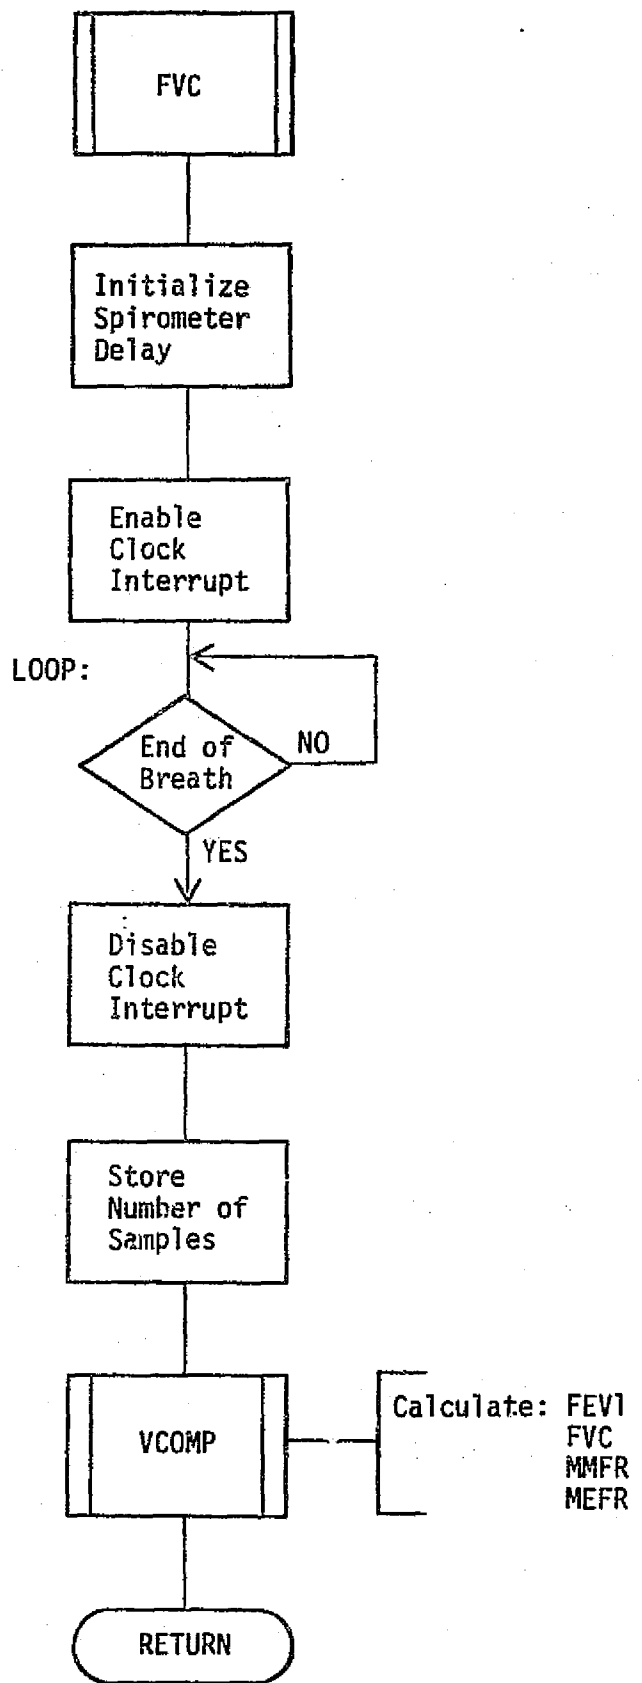 FVC
Initialize
Spirometer
Delay
Enable
Clock
Interrupt
LOOP:
End of
Breath
NO
YES
Disable
Clock
Interrupt
Store
Number of
Samples
VCOMP
Calculate: FEV1
FVC
MMFR
MEFR
RETURN